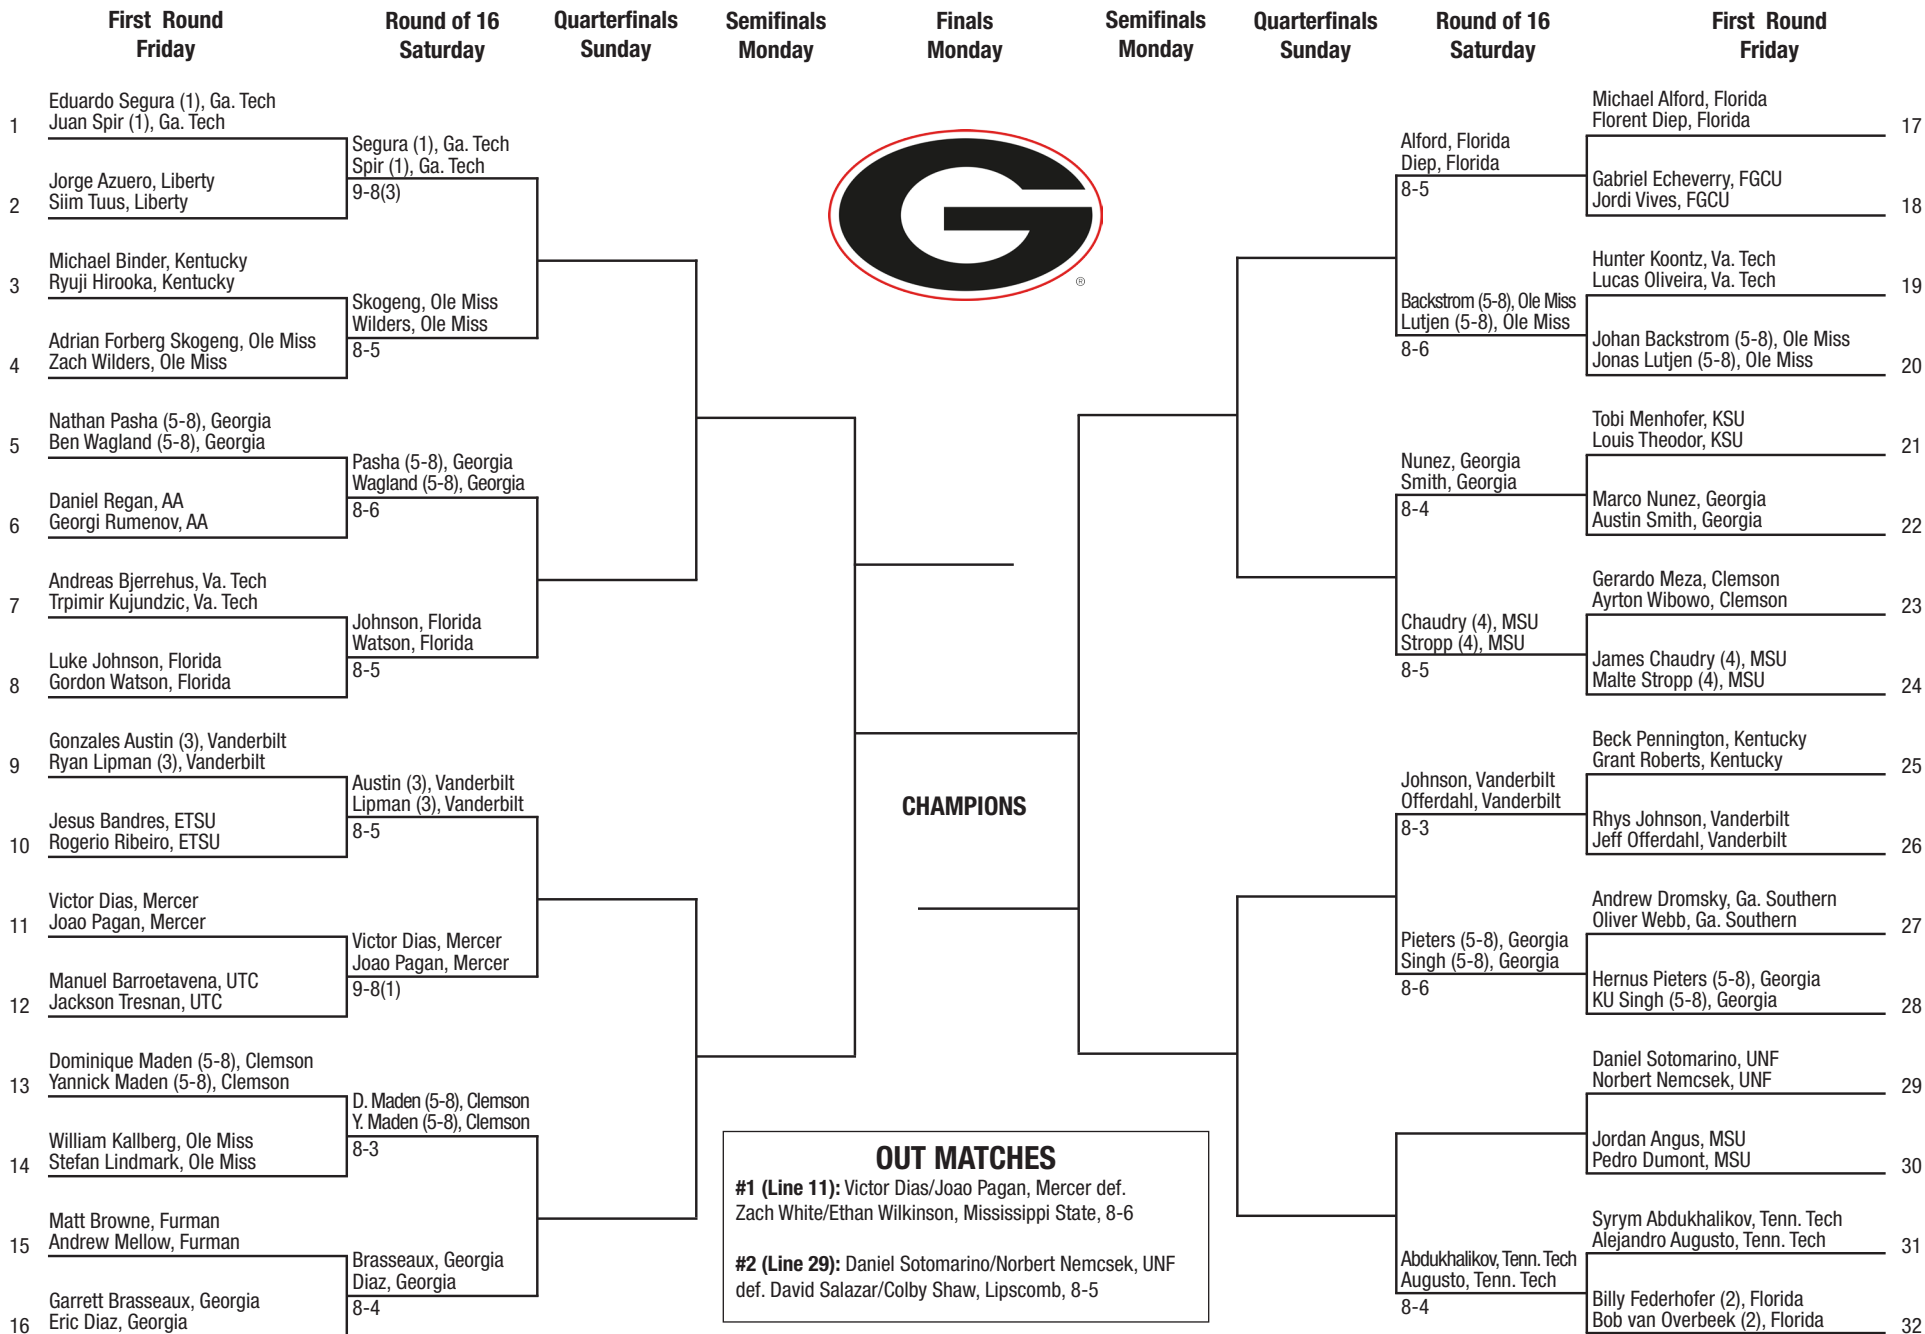 First Round
Friday
Round of 16
Saturday
Quarterfinals
Sunday
Semifinals
Monday
Finals
Monday
Semifinals
Monday
Quarterfinals
Sunday
Round of 16
Saturday
First Round
Friday
Eduardo Segura (1), Ga. Tech
1 Juan Spir (1), Ga. Tech
Jorge Azuero, Liberty
2 Siim Tuus, Liberty
Michael Binder, Kentucky
3 Ryuji Hirooka, Kentucky
Adrian Forberg Skogeng, Ole Miss
4 Zach Wilders, Ole Miss
Nathan Pasha (5-8), Georgia
5 Ben Wagland (5-8), Georgia
Daniel Regan, AA
6 Georgi Rumenov, AA
Andreas Bjerrehus, Va. Tech
7 Trpimir Kujundzic, Va. Tech
Luke Johnson, Florida
8 Gordon Watson, Florida
Gonzales Austin (3), Vanderbilt
9 Ryan Lipman (3), Vanderbilt
Jesus Bandres, ETSU
10 Rogerio Ribeiro, ETSU
Victor Dias, Mercer
11 Joao Pagan, Mercer
Manuel Barroetavena, UTC
12 Jackson Tresnan, UTC
Dominique Maden (5-8), Clemson
13 Yannick Maden (5-8), Clemson
William Kallberg, Ole Miss
14 Stefan Lindmark, Ole Miss
Matt Browne, Furman
15 Andrew Mellow, Furman
Garrett Brasseaux, Georgia
16 Eric Diaz, Georgia
Segura (1), Ga. Tech
Spir (1), Ga. Tech
9-8(3)
Skogeng, Ole Miss
Wilders, Ole Miss
8-5
Pasha (5-8), Georgia
Wagland (5-8), Georgia
8-6
Johnson, Florida
Watson, Florida
8-5
Austin (3), Vanderbilt
Lipman (3), Vanderbilt
8-5
Victor Dias, Mercer
Joao Pagan, Mercer
9-8(1)
D. Maden (5-8), Clemson
Y. Maden (5-8), Clemson
8-3
Brasseaux, Georgia
Diaz, Georgia
8-4
G
®
CHAMPIONS
OUT MATCHES
#1 (Line 11): Victor Dias/Joao Pagan, Mercer def.
Zach White/Ethan Wilkinson, Mississippi State, 8-6
#2 (Line 29): Daniel Sotomarino/Norbert Nemcsek, UNF
def. David Salazar/Colby Shaw, Lipscomb, 8-5
Alford, Florida
Diep, Florida
8-5
Backstrom (5-8), Ole Miss
Lutjen (5-8), Ole Miss
8-6
Nunez, Georgia
Smith, Georgia
8-4
Chaudry (4), MSU
Stropp (4), MSU
8-5
Johnson, Vanderbilt
Offerdahl, Vanderbilt
8-3
Pieters (5-8), Georgia
Singh (5-8), Georgia
8-6
Abdukhalikov, Tenn. Tech
Augusto, Tenn. Tech
8-4
Michael Alford, Florida
Florent Diep, Florida 17
Gabriel Echeverry, FGCU
Jordi Vives, FGCU 18
Hunter Koontz, Va. Tech
Lucas Oliveira, Va. Tech 19
Johan Backstrom (5-8), Ole Miss
Jonas Lutjen (5-8), Ole Miss 20
Tobi Menhofer, KSU
Louis Theodor, KSU 21
Marco Nunez, Georgia
Austin Smith, Georgia 22
Gerardo Meza, Clemson
Ayrton Wibowo, Clemson 23
James Chaudry (4), MSU
Malte Stropp (4), MSU 24
Beck Pennington, Kentucky
Grant Roberts, Kentucky 25
Rhys Johnson, Vanderbilt
Jeff Offerdahl, Vanderbilt 26
Andrew Dromsky, Ga. Southern
Oliver Webb, Ga. Southern 27
Hernus Pieters (5-8), Georgia
KU Singh (5-8), Georgia 28
Daniel Sotomarino, UNF
Norbert Nemcsek, UNF 29
Jordan Angus, MSU
Pedro Dumont, MSU 30
Syrym Abdukhalikov, Tenn. Tech
Alejandro Augusto, Tenn. Tech 31
Billy Federhofer (2), Florida
Bob van Overbeek (2), Florida 32